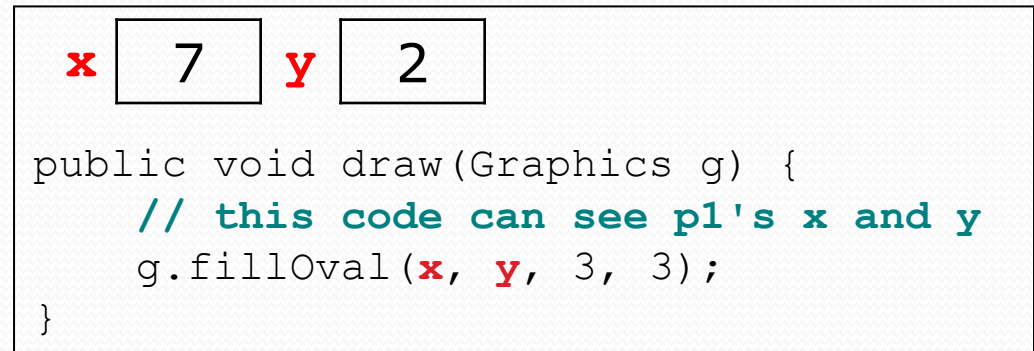 x 7 y 2
public void draw(Graphics g) {
    // this code can see p1's x and y
    g.fillOval(x, y, 3, 3);
}